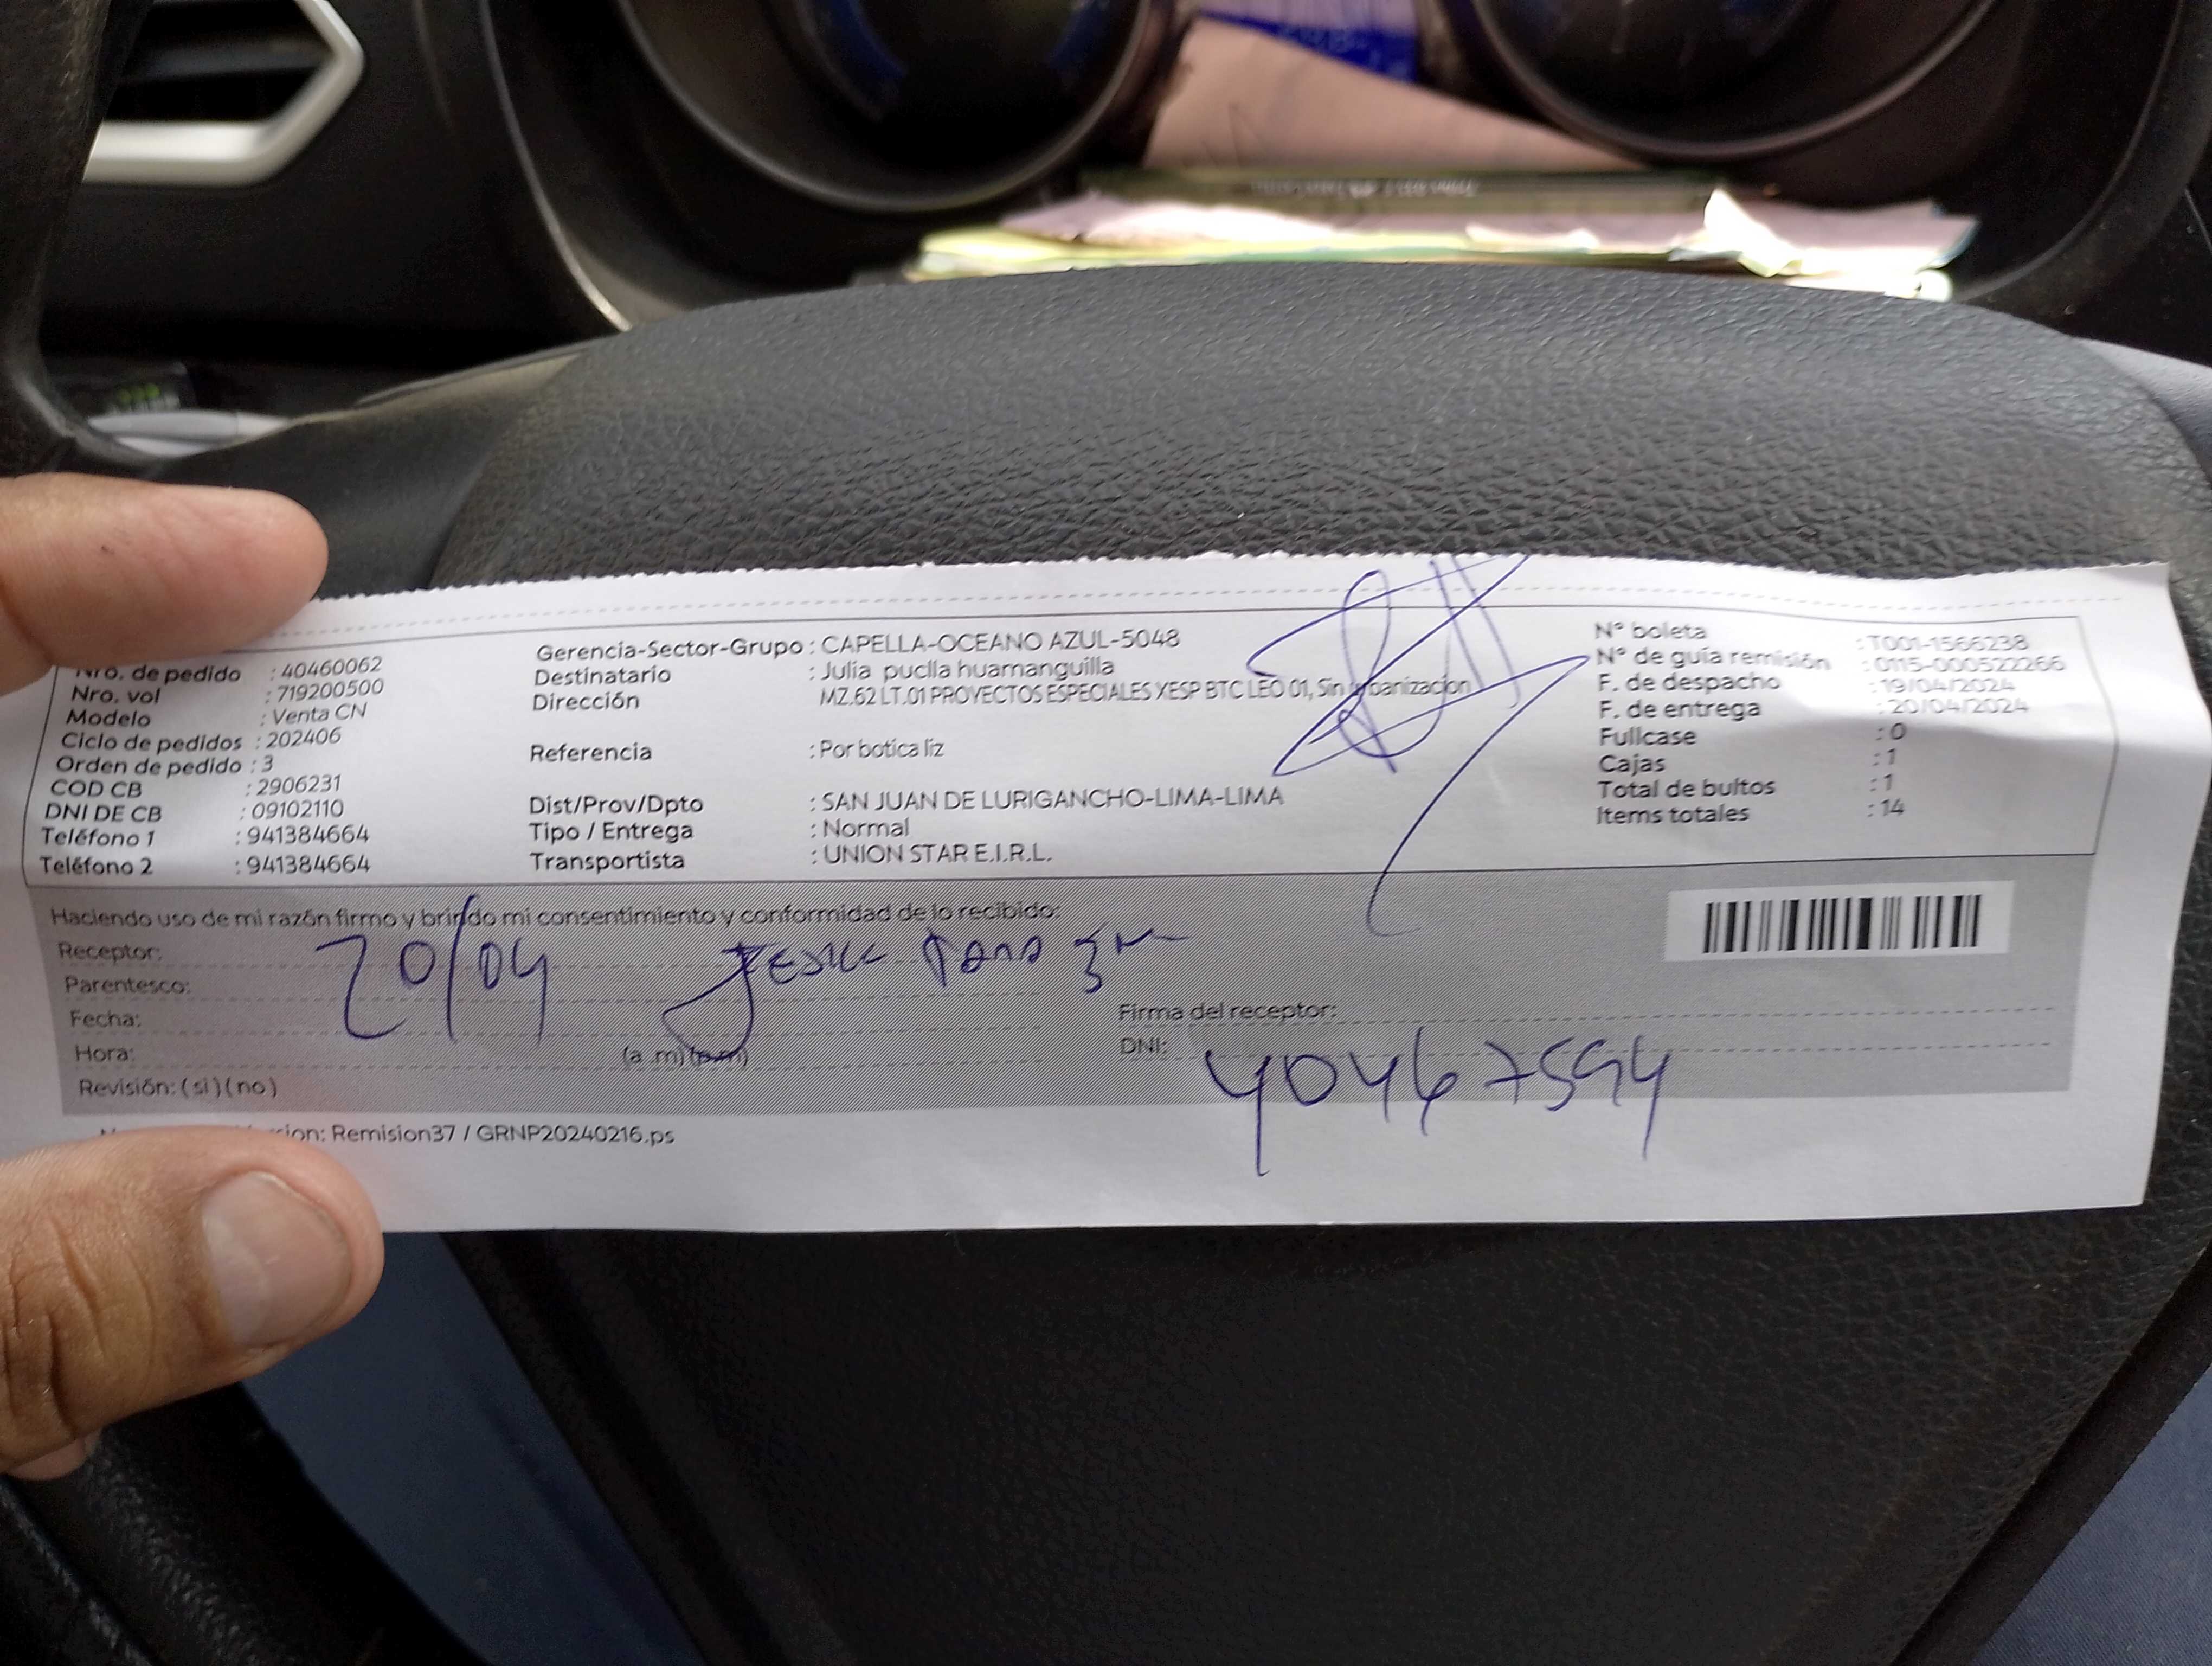 Nro. de pedido : 40460062
Nro. vol : 719200500
Modelo : Venta CN
Ciclo de pedidos : 202406
Orden de pedido : 3
COD CB : 2906231
DNI DE CB : 09102110
Teléfono 1 : 941384664
Teléfono 2 : 941384664
Gerencia-Sector-Grupo : CAPELLA-OCEANO AZUL-5048
Destinatario : Julia puclla huamanguilla
Dirección MZ.62 LT.01 PROYECTOS ESPECIALES XESP BTC LEO 01, Sin urbanizacion
Referencia : Por botica liz
Dist/Prov/Dpto : SAN JUAN DE LURIGANCHO-LIMA-LIMA
Tipo / Entrega : Normal
Transportista : UNION STAR E.I.R.L.
N° boleta : T001-1566238
N° de guia remisión : 0115-000522266
F. de despacho : 19/04/2024
F. de entrega : 20/04/2024
Fullcase : 0
Cajas : 1
Total de bultos : 1
Items totales : 14
Haciendo uso de mi razón firmo y brindo mi consentimiento y conformidad de lo recibido:
Receptor:
Parentesco:
20/04
Fecha:
Hora: (a .m) (p.m)
Revisión: (si) (no)
Firma del receptor:
DNI: 40467594
Remision37 / GRNP20240216.ps